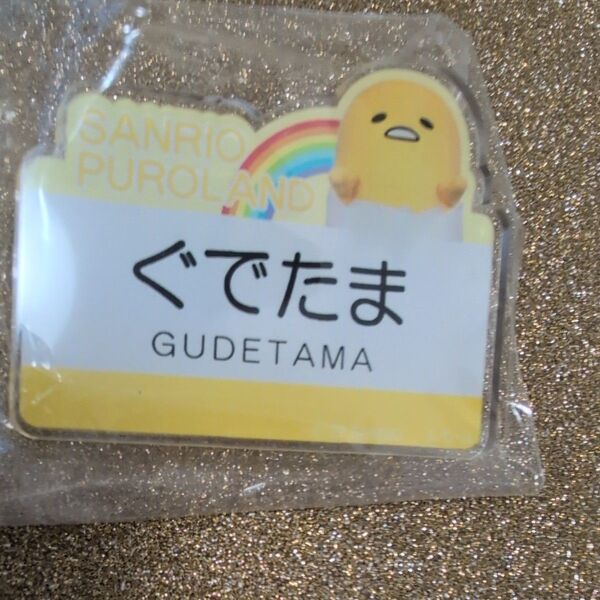 SANRIO
PUROLAND
ぐでたま
GUDETAMA